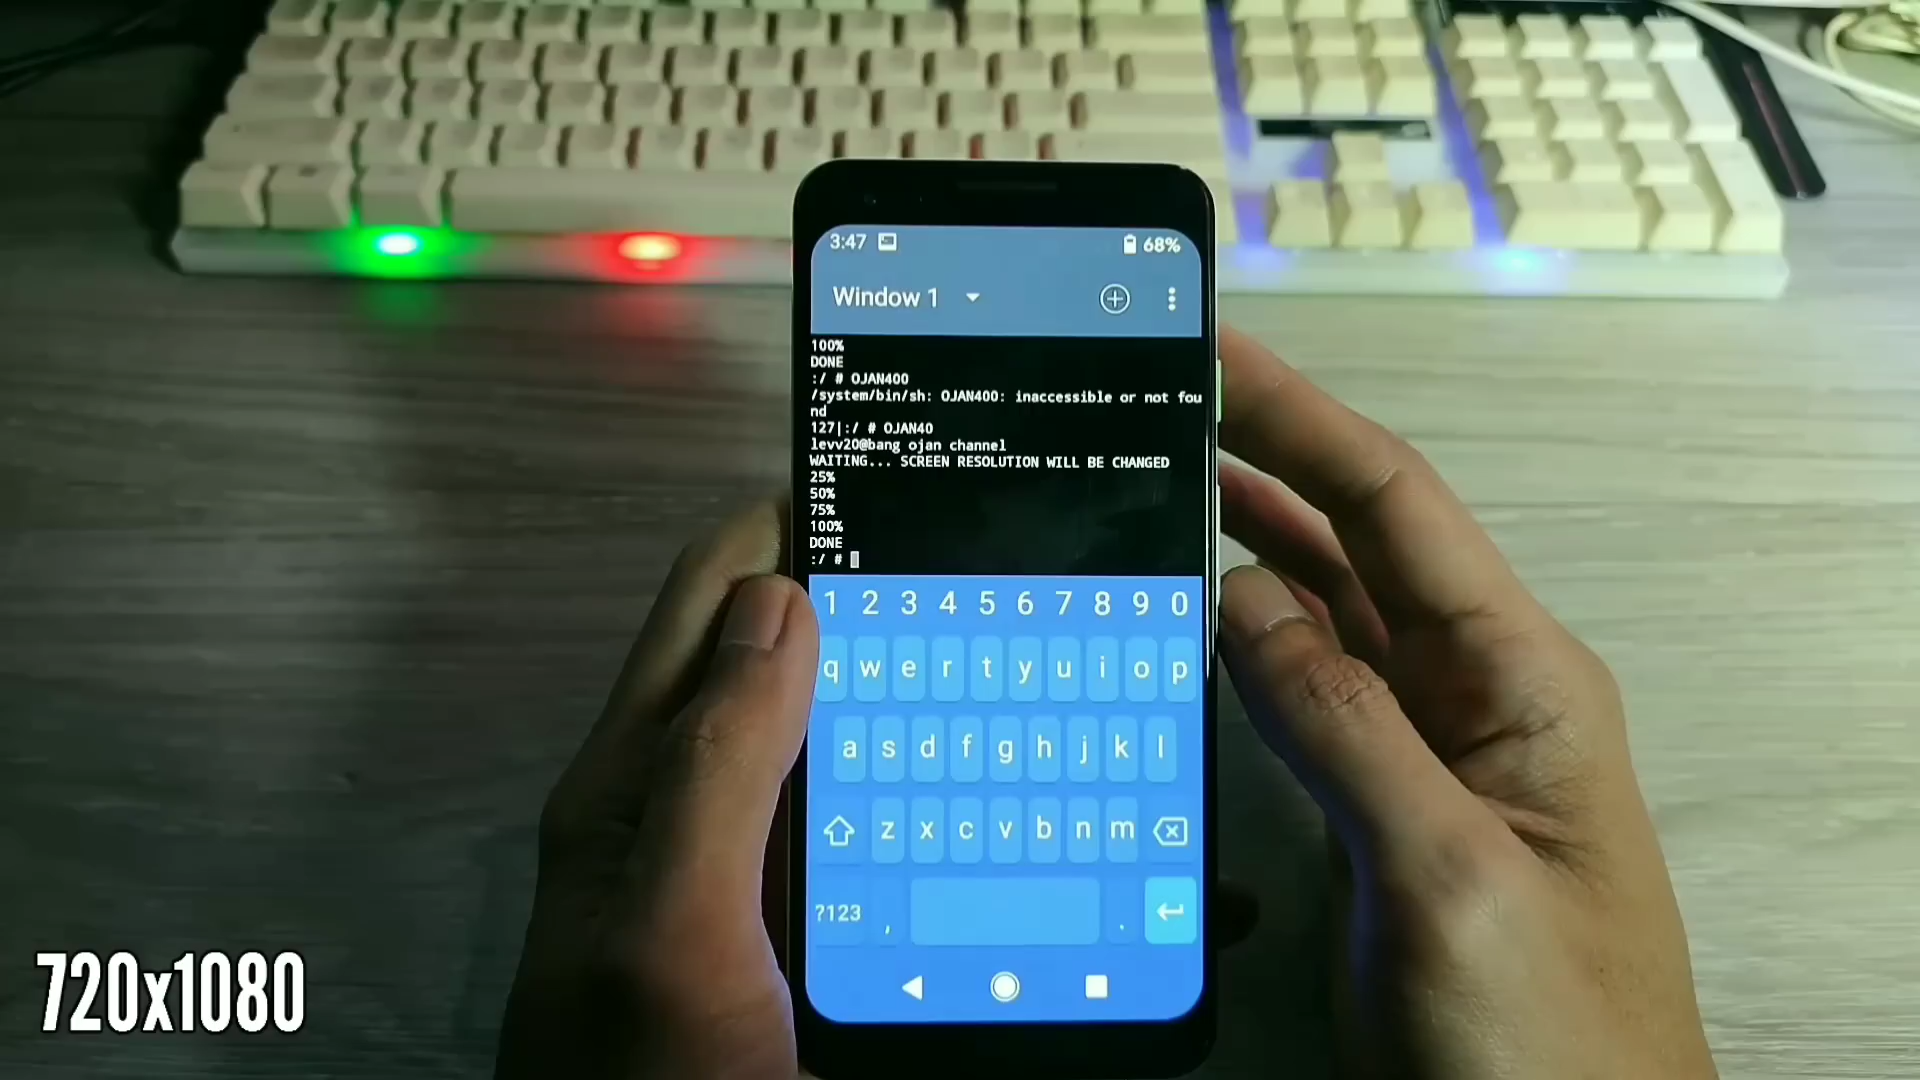 3:47 68%
Window 1
100%
DONE
:/ # OJAN400
/system/bin/sh: OJAN400: inaccessible or not fou
nd
127|:/ # OJAN40
levv20@bang ojan channel
WAITING... SCREEN RESOLUTION WILL BE CHANGED
25%
50%
75%
100%
DONE
:/ #
1 2 3 4 5 6 7 8 9 0
q w e r t y u i o p
a s d f g h j k l
z x c v b n m
?123 , .
720x1080